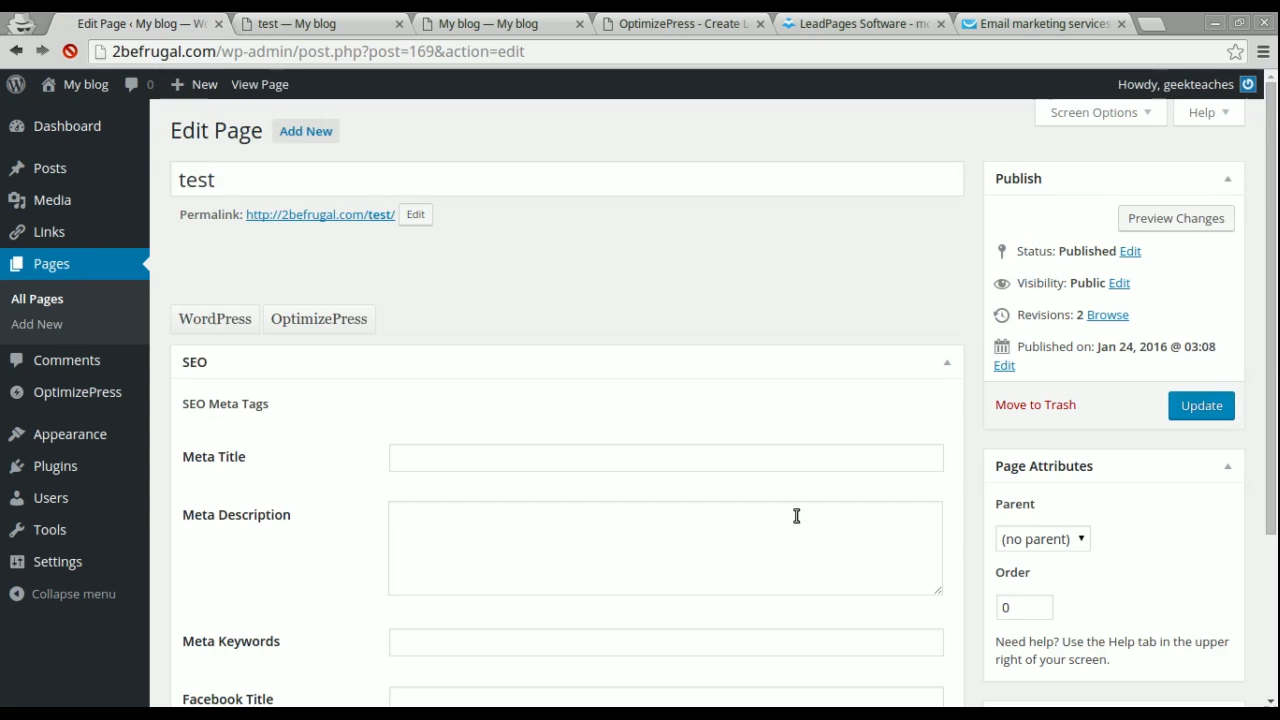 Edit Page ‹ My blog — Wo
test — My blog
My blog — My blog
OptimizePress - Create L
LeadPages Software - mo
Email marketing services
2befrugal.com/wp-admin/post.php?post=169&action=edit
My blog 0 New View Page Howdy, geekteaches
Screen Options Help
Dashboard
Posts
Media
Links
Pages
All Pages
Add New
Comments
OptimizePress
Appearance
Plugins
Users
Tools
Settings
Collapse menu
Edit Page Add New
test
Permalink: http://2befrugal.com/test/ Edit
WordPress OptimizePress
SEO
SEO Meta Tags
Meta Title
Meta Description
Meta Keywords
Facebook Title
Publish
Preview Changes
Status: Published Edit
Visibility: Public Edit
Revisions: 2 Browse
Published on: Jan 24, 2016 @ 03:08
Edit
Move to Trash Update
Page Attributes
Parent
(no parent)
Order
0
Need help? Use the Help tab in the upper
right of your screen.